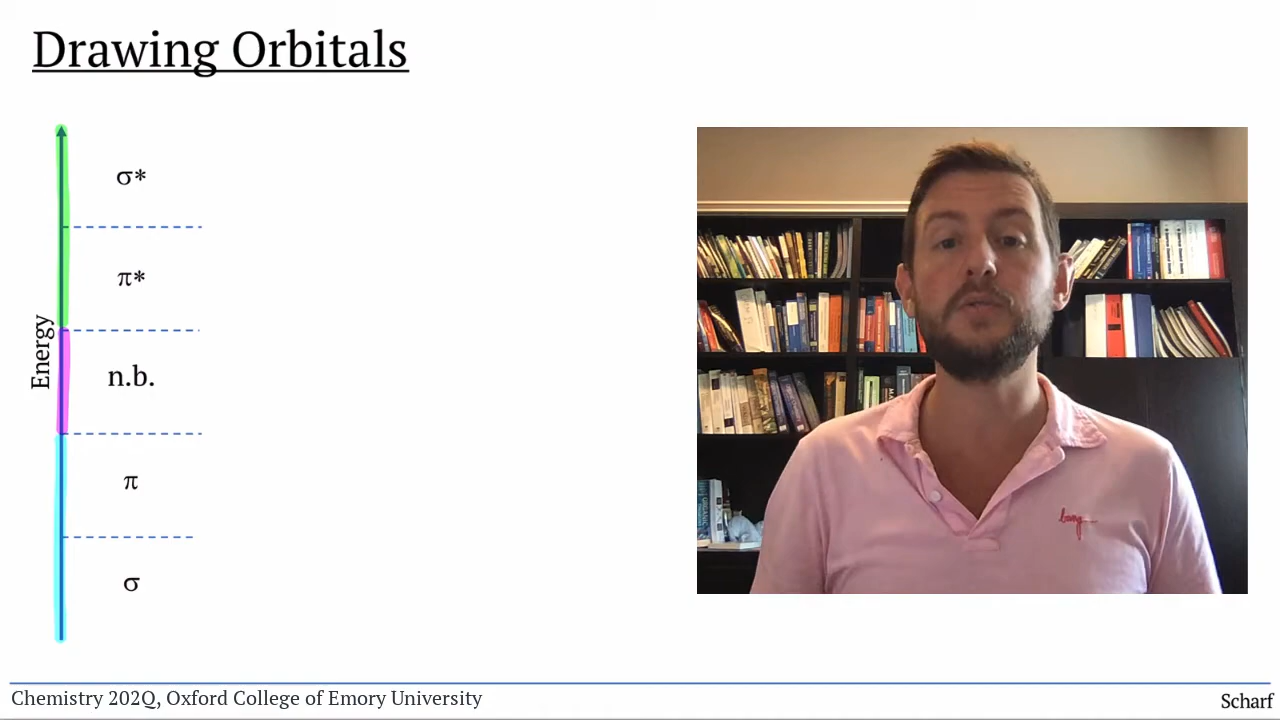 Drawing Orbitals
σ*
π*
Energy
n.b.
π
σ
Chemistry 202Q, Oxford College of Emory University
Scharf